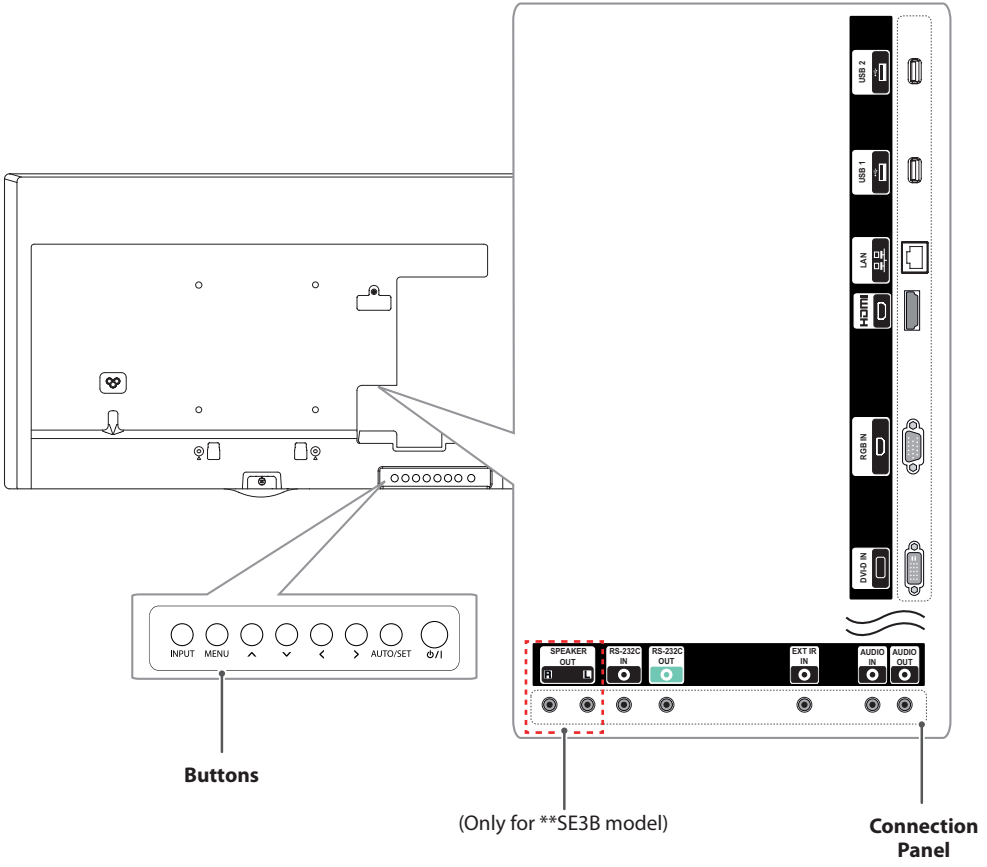 USB 2
USB 1
LAN
HDMI
RGB IN
DVI-D IN
SPEAKER
OUT
R L
RS-232C
IN
RS-232C
OUT
EXT IR
IN
AUDIO
IN
AUDIO
OUT
INPUT MENU AUTO/SET
Buttons
(Only for **SE3B model)
Connection
Panel